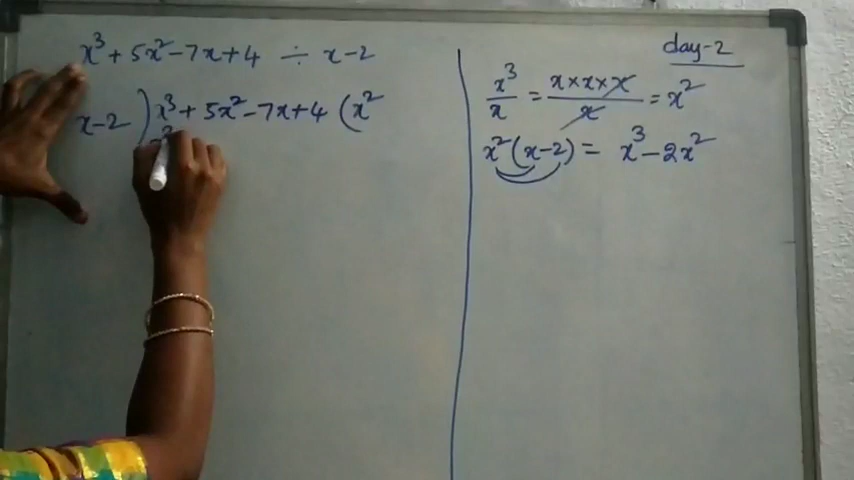 x³ + 5x² - 7x + 4 ÷ x - 2
x - 2 ) x³ + 5x² - 7x + 4 ( x²
day-2
x³/x = x × x × x / x = x²
x² (x - 2) = x³ - 2x²